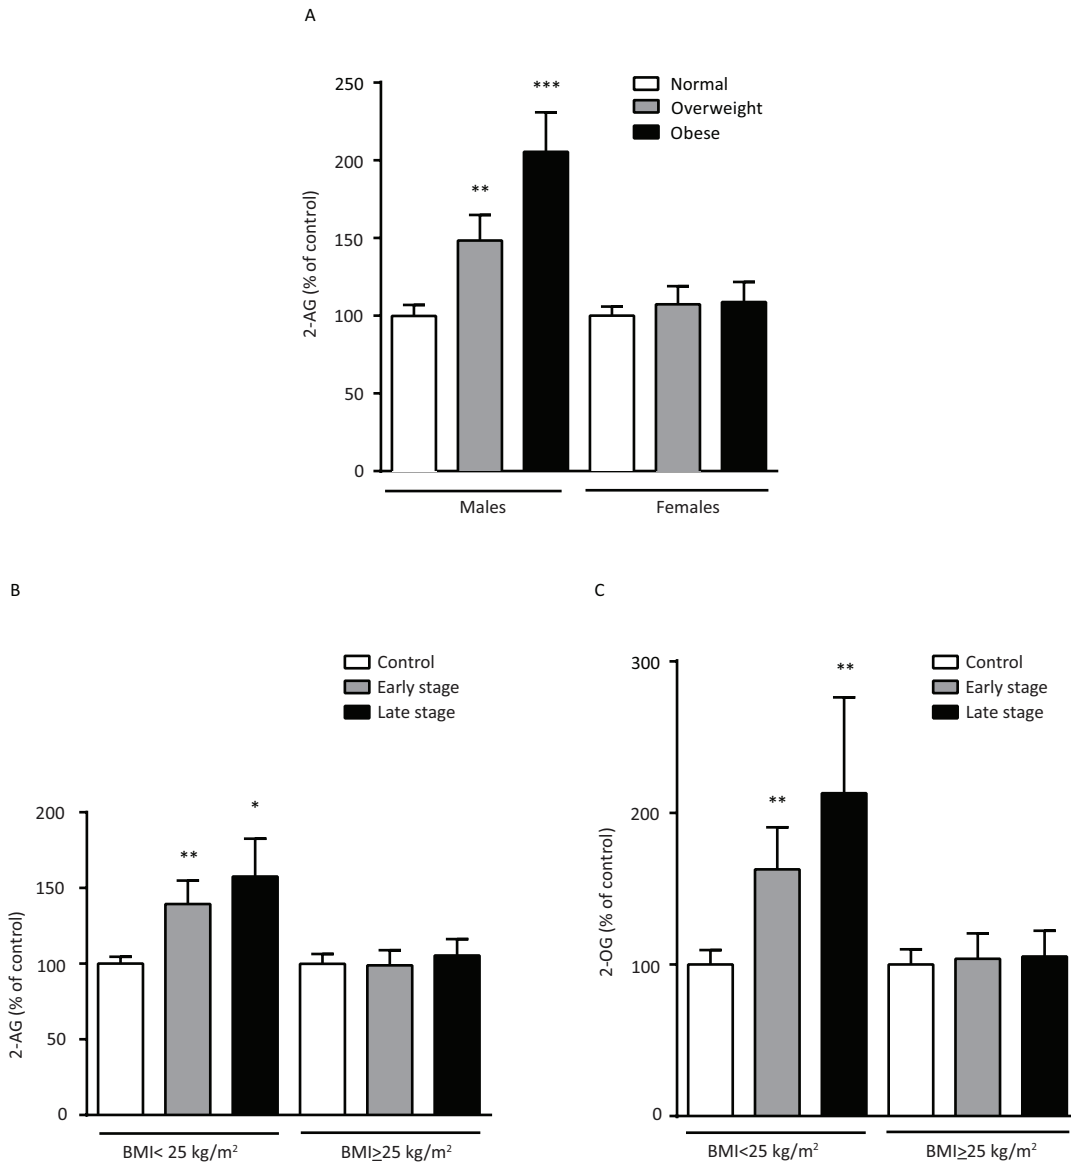 A
250
200
150
100
50
0
2-AG (% of control)
**
***
Normal
Overweight
Obese
Males
Females
B
200
150
100
50
0
2-AG (% of control)
**
*
Control
Early stage
Late stage
BMI< 25 kg/m²
BMI≥25 kg/m²
C
300
200
100
0
2-OG (% of control)
**
**
Control
Early stage
Late stage
BMI<25 kg/m²
BMI≥25 kg/m²